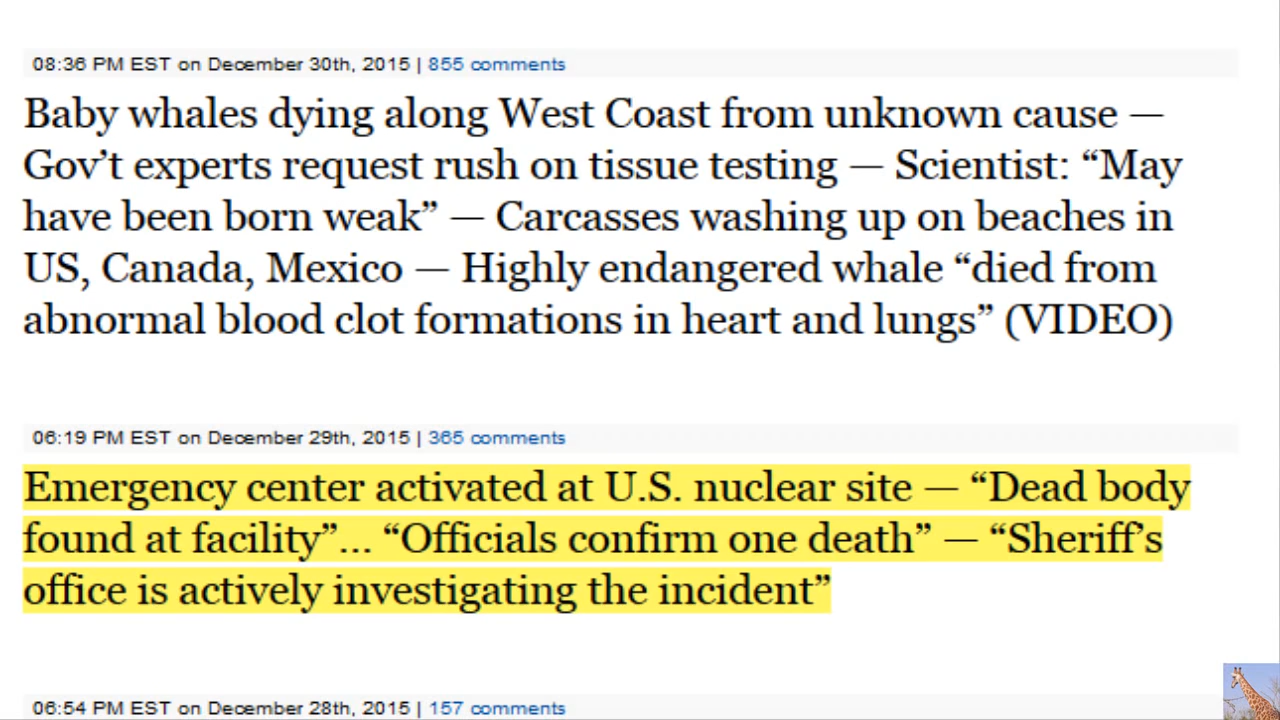 08:36 PM EST on December 30th, 2015 | 855 comments
Baby whales dying along West Coast from unknown cause —
Gov’t experts request rush on tissue testing — Scientist: “May
have been born weak” — Carcasses washing up on beaches in
US, Canada, Mexico — Highly endangered whale “died from
abnormal blood clot formations in heart and lungs” (VIDEO)
06:19 PM EST on December 29th, 2015 | 365 comments
Emergency center activated at U.S. nuclear site — “Dead body
found at facility”… “Officials confirm one death” — “Sheriff’s
office is actively investigating the incident”
06:54 PM EST on December 28th, 2015 | 157 comments